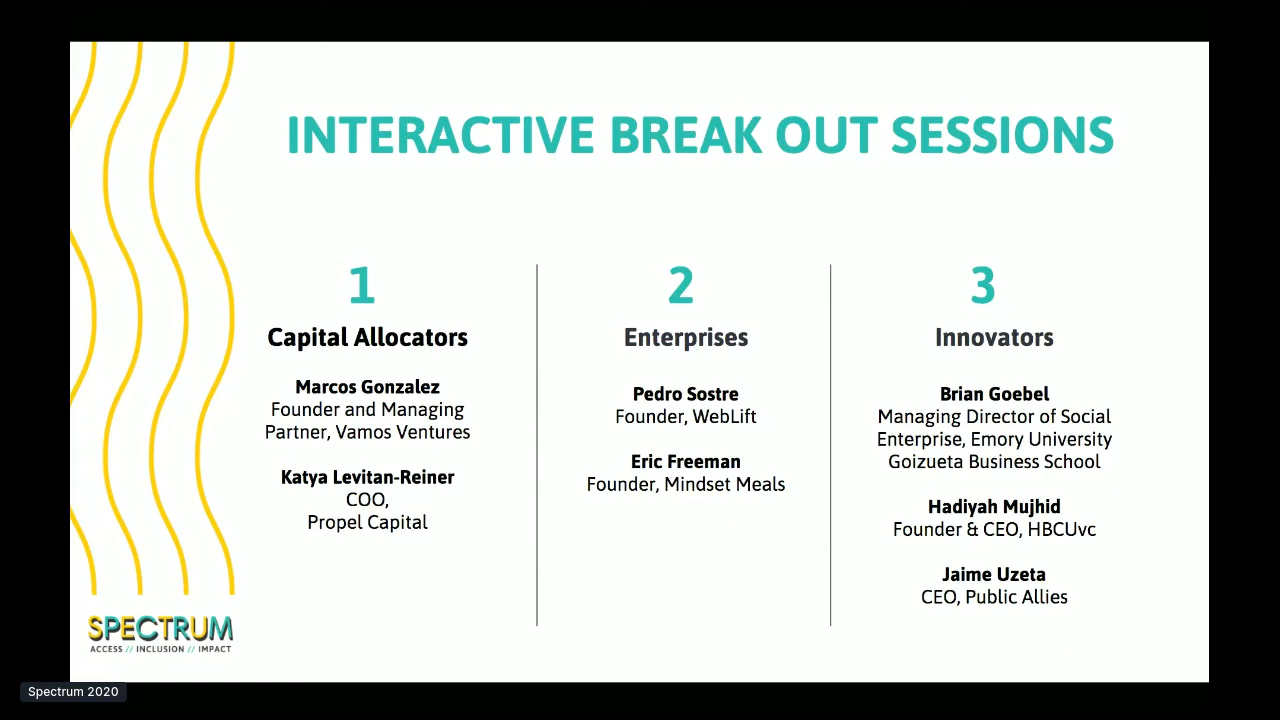 INTERACTIVE BREAK OUT SESSIONS
1
Capital Allocators
Marcos Gonzalez
Founder and Managing
Partner, Vamos Ventures
Katya Levitan-Reiner
COO,
Propel Capital
2
Enterprises
Pedro Sostre
Founder, WebLift
Eric Freeman
Founder, Mindset Meals
3
Innovators
Brian Goebel
Managing Director of Social
Enterprise, Emory University
Goizueta Business School
Hadiyah Mujhid
Founder & CEO, HBCUvc
Jaime Uzeta
CEO, Public Allies
SPECTRUM
ACCESS // INCLUSION // IMPACT
Spectrum 2020